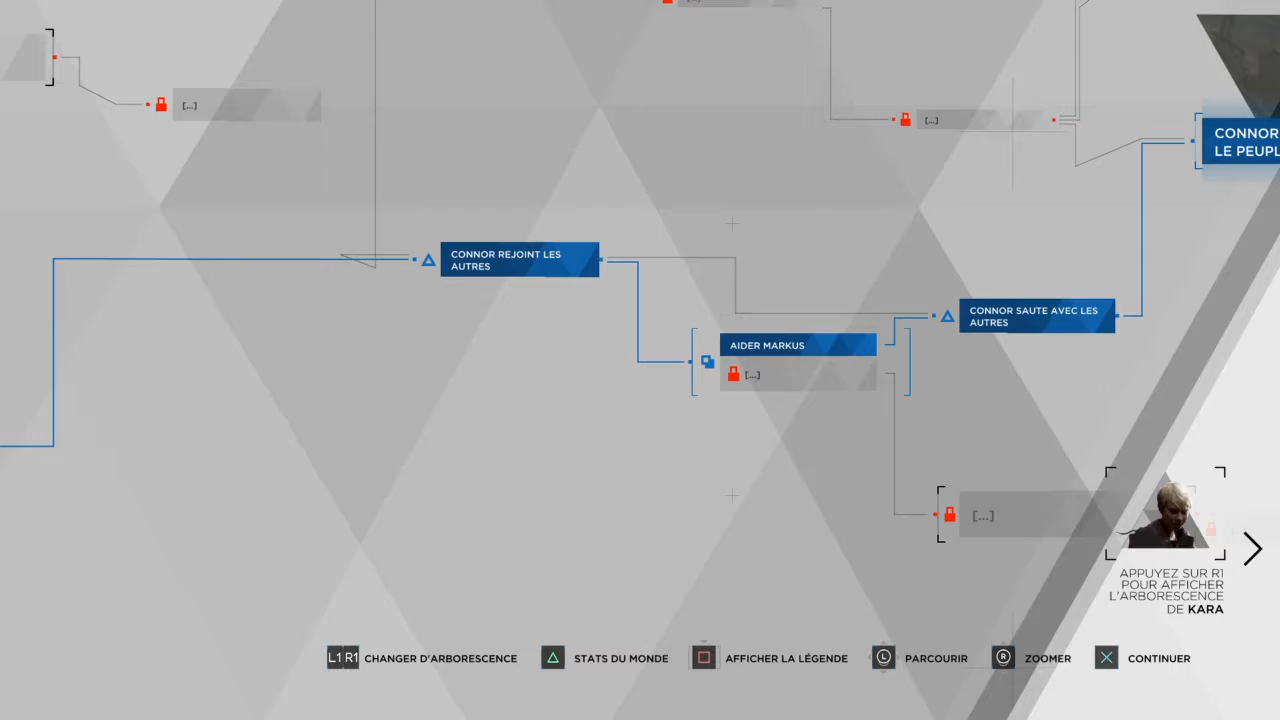 [...]
[...]
[...]
CONNOR
LE PEUPL
CONNOR REJOINT LES
AUTRES
CONNOR SAUTE AVEC LES
AUTRES
AIDER MARKUS
[...]
[...]
APPUYEZ SUR R1
POUR AFFICHER
L'ARBORESCENCE
DE KARA
L1 R1 CHANGER D'ARBORESCENCE
STATS DU MONDE
AFFICHER LA LÉGENDE
L PARCOURIR
R ZOOMER
CONTINUER